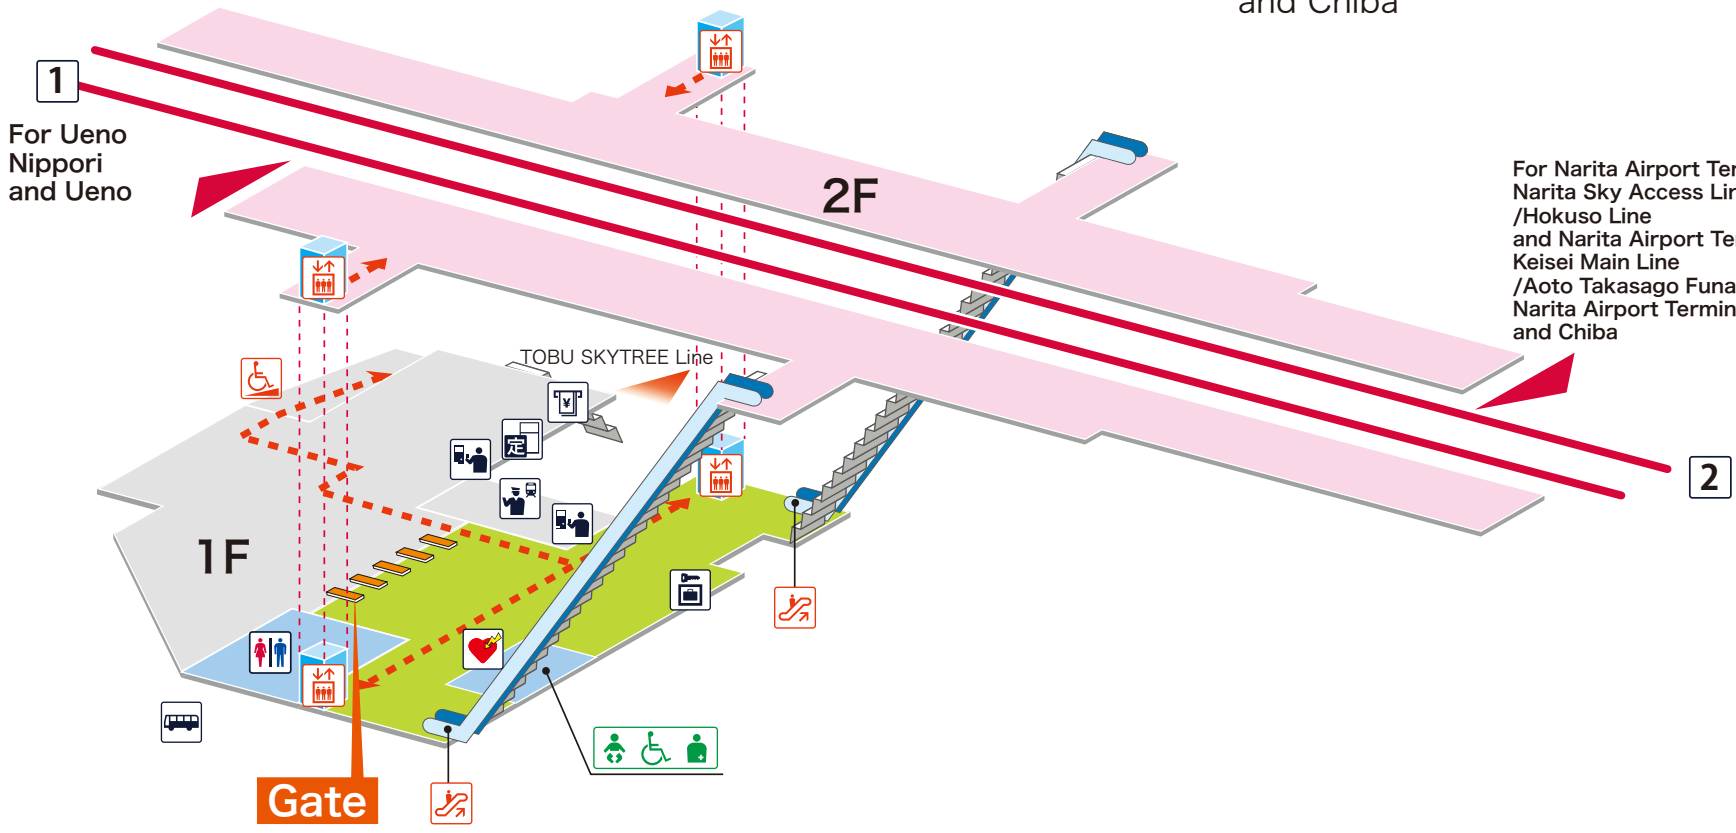 and Chiba
1
For Ueno
Nippori
and Ueno
2F
For Narita Airport Ter
Narita Sky Access Lin
/Hokuso Line
and Narita Airport Te
Keisei Main Line
/Aoto Takasago Funa
Narita Airport Termin
and Chiba
TOBU SKYTREE Line
¥
定
2
1F
Gate